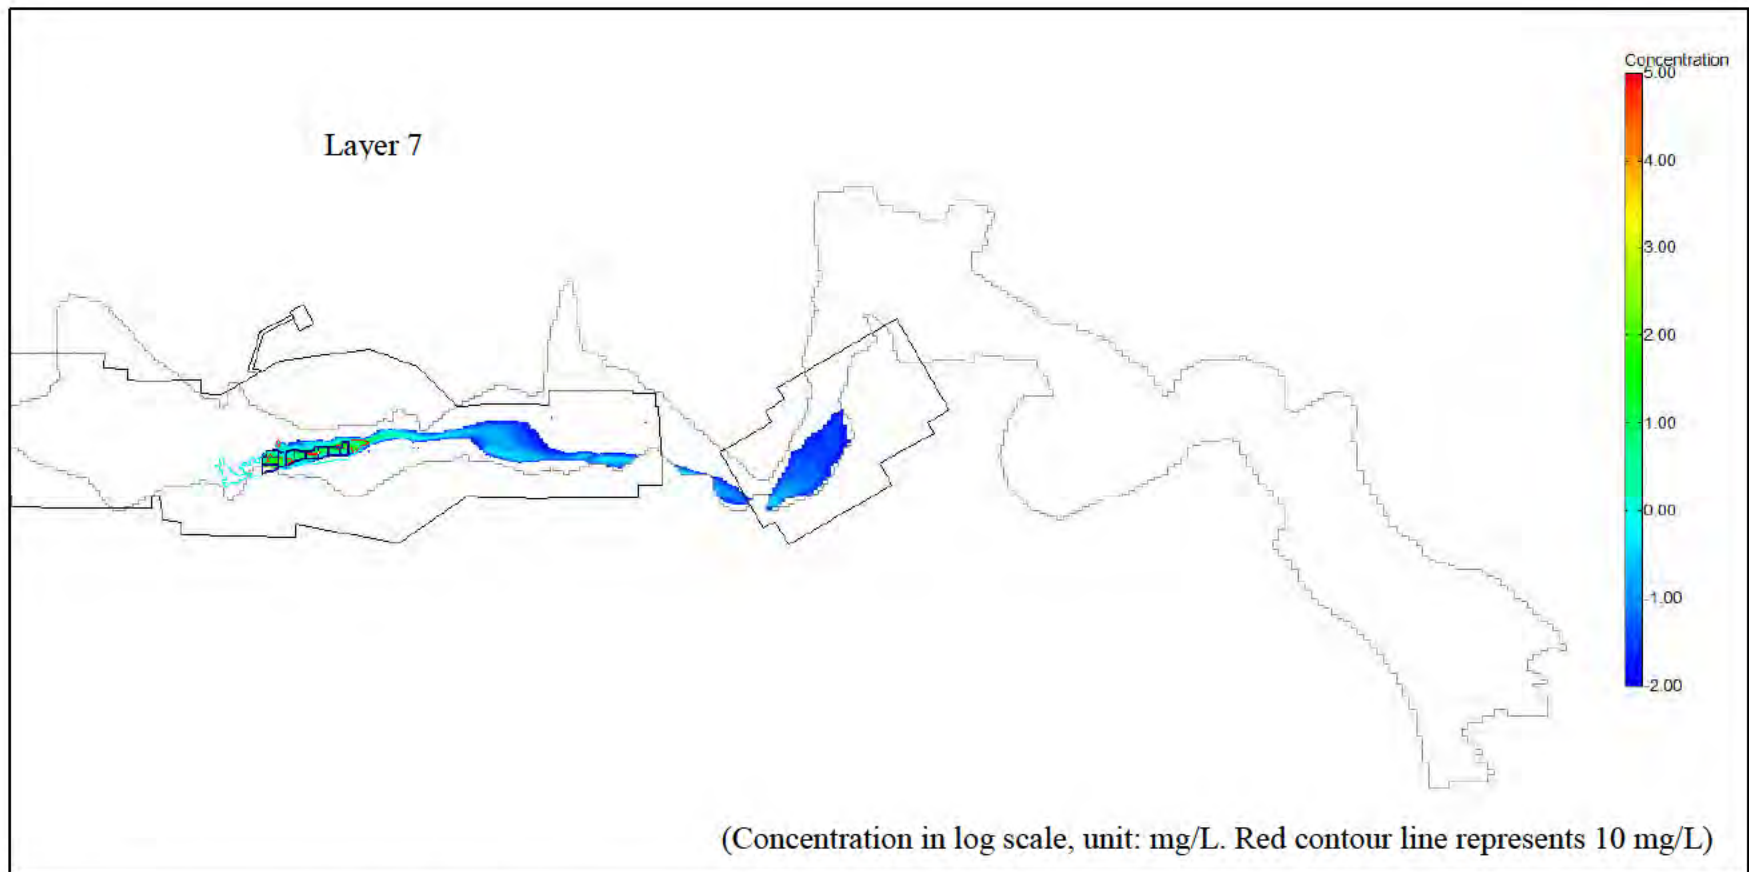 Concentration
5.00
Layer 7
4.00
3.00
2.00
1.00
0.00
-1.00
-2.00
(Concentration in log scale, unit: mg/L. Red contour line represents 10 mg/L)